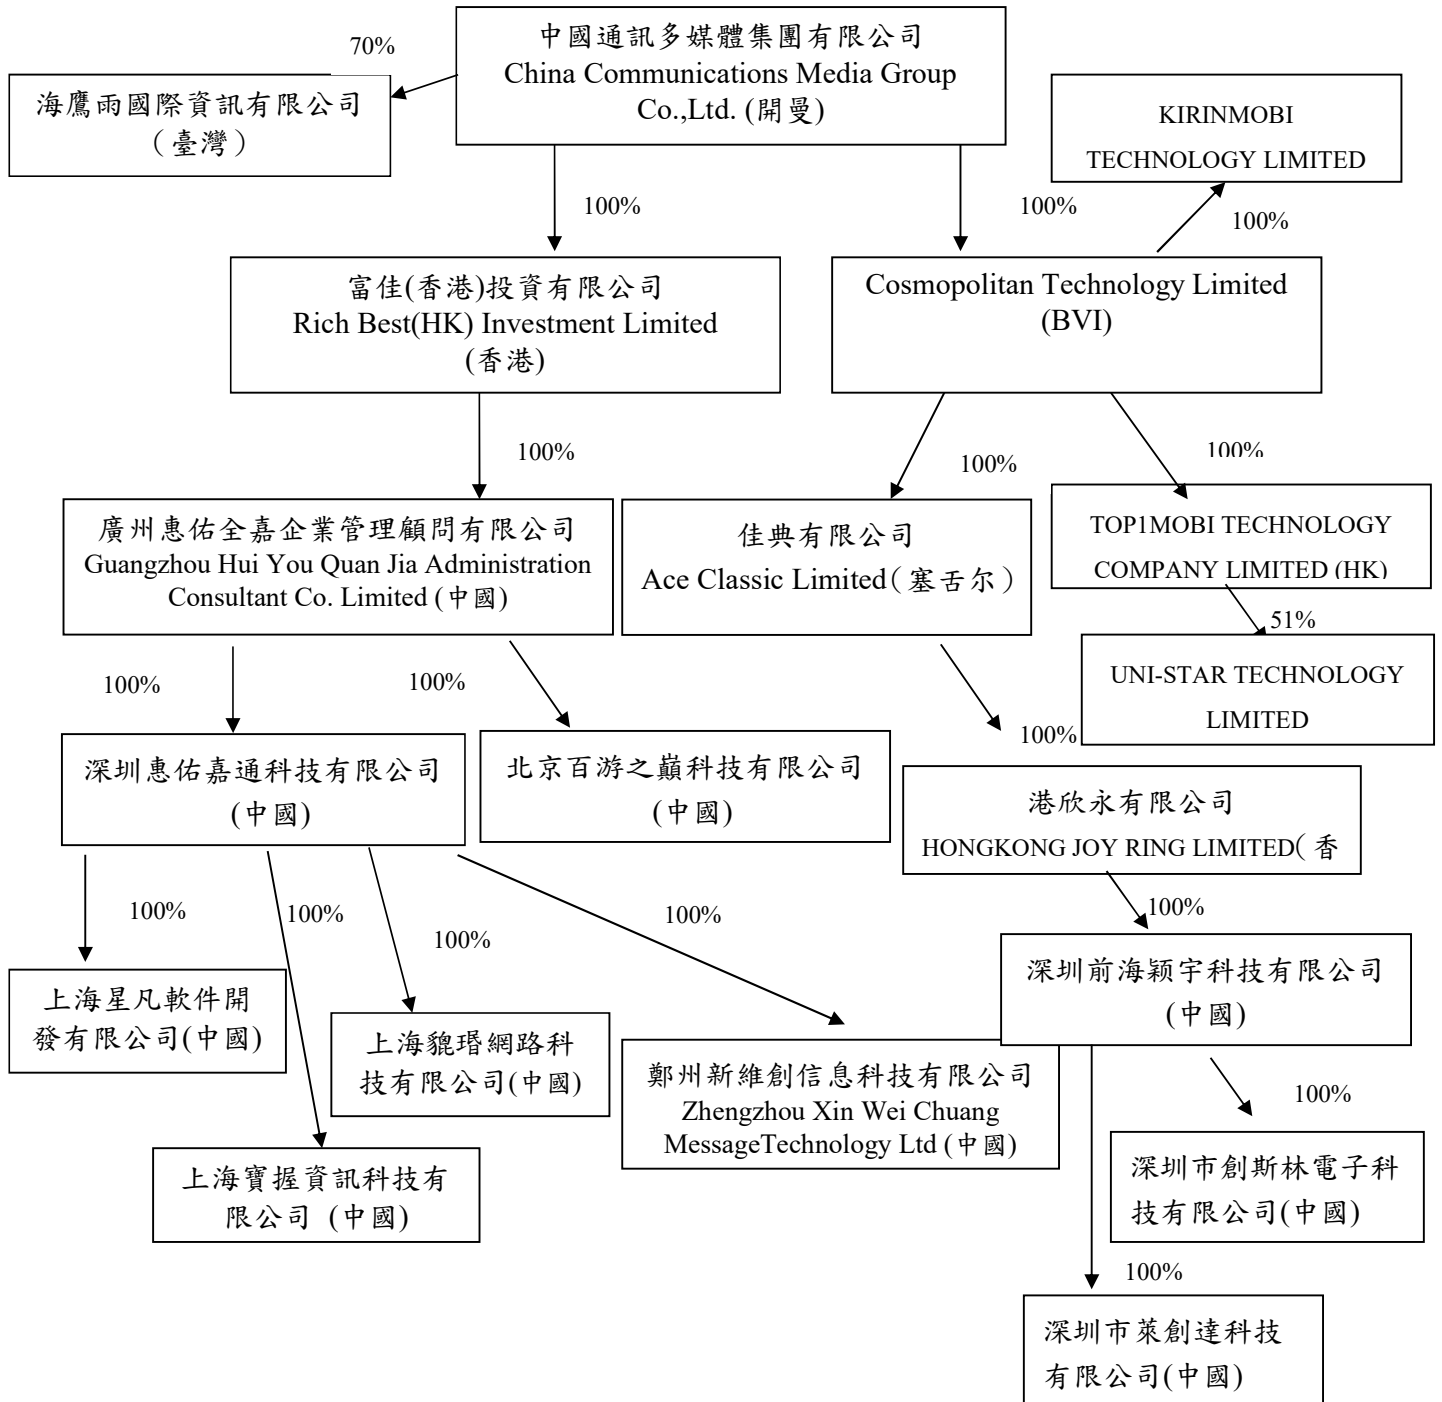 中國通訊多媒體集團有限公司
China Communications Media Group
Co.,Ltd. (開曼)
70%
海鷹雨國際資訊有限公司
（臺灣）
KIRINMOBI
TECHNOLOGY LIMITED
100%
100%
100%
富佳(香港)投資有限公司
Rich Best(HK) Investment Limited
(香港)
Cosmopolitan Technology Limited
(BVI)
100%
100%
100%
廣州惠佑全嘉企業管理顧問有限公司
Guangzhou Hui You Quan Jia Administration
Consultant Co. Limited (中國)
佳典有限公司
Ace Classic Limited（塞舌尔）
TOP1MOBI TECHNOLOGY
COMPANY LIMITED (HK)
51%
UNI-STAR TECHNOLOGY
LIMITED
100%
100%
100%
深圳惠佑嘉通科技有限公司
(中國)
北京百游之巔科技有限公司
(中國)
港欣永有限公司
HONGKONG JOY RING LIMITED（香
100%
100%
100%
100%
100%
上海星凡軟件開
發有限公司(中國)
上海貔瑉網路科
技有限公司(中國)
鄭州新維創信息科技有限公司
Zhengzhou Xin Wei Chuang
MessageTechnology Ltd (中國)
深圳前海颖宇科技有限公司
(中國)
100%
上海寶握資訊科技有
限公司 (中國)
深圳市創斯林電子科
技有限公司(中國)
100%
深圳市萊創達科技
有限公司(中國)